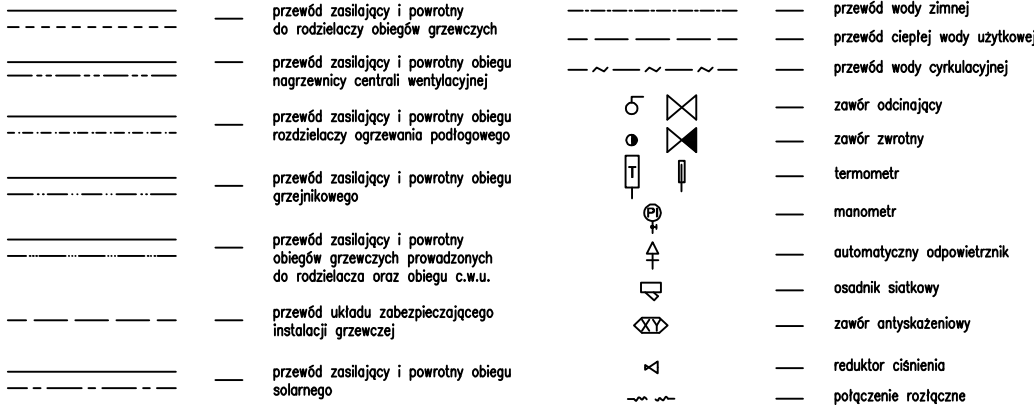 przewód zasilający i powrotny
do rodzielaczy obiegów grzewczych
przewód zasilający i powrotny obiegu
nagrzewnicy centrali wentylacyjnej
przewód zasilający i powrotny obiegu
rozdzielaczy ogrzewania podłogowego
przewód zasilający i powrotny obiegu
grzejnikowego
przewód zasilający i powrotny
obiegów grzewczych prowadzonych
do rodzielacza oraz obiegu c.w.u.
przewód układu zabezpieczającego
instalacji grzewczej
przewód zasilający i powrotny obiegu
solarnego
przewód wody zimnej
przewód ciepłej wody użytkowej
przewód wody cyrkulacyjnej
zawór odcinający
zawór zwrotny
T
termometr
PI
manometr
automatyczny odpowietrznik
osadnik siatkowy
XY
zawór antyskażeniowy
reduktor ciśnienia
połączenie rozłączne